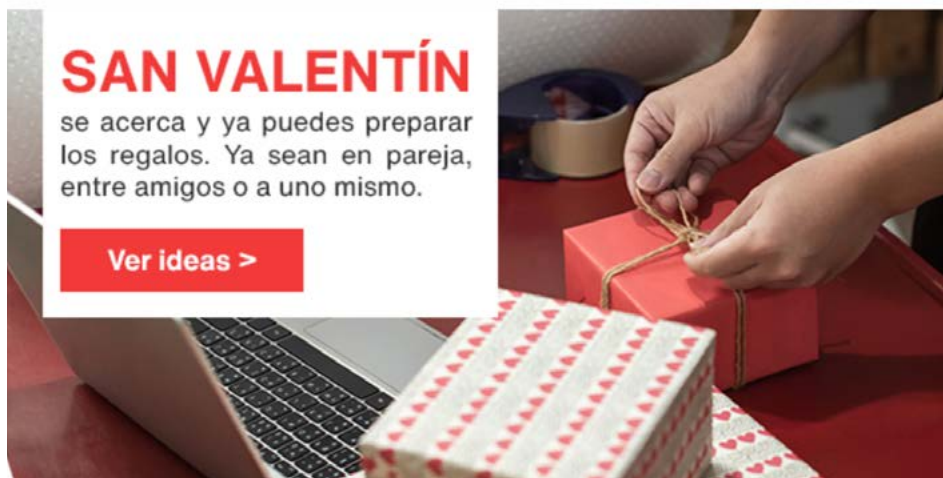 SAN VALENTÍN
se acerca y ya puedes preparar
los regalos. Ya sean en pareja,
entre amigos o a uno mismo.
Ver ideas >